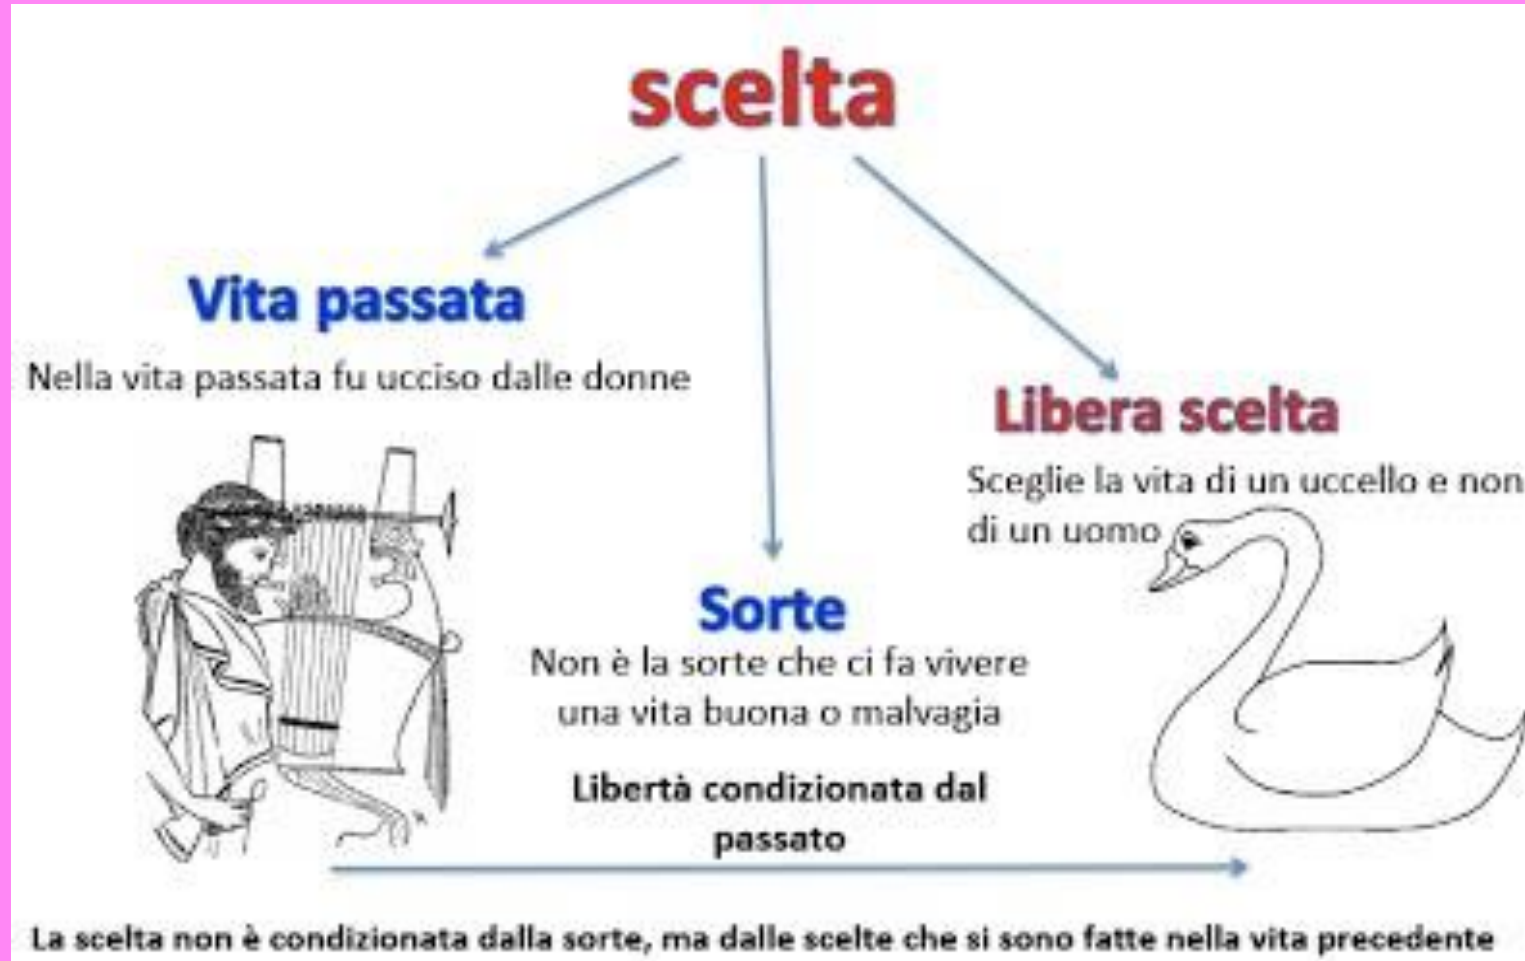 scelta
Vita passata
Nella vita passata fu ucciso dalle donne
Libera scelta
Sceglie la vita di un uccello e non
di un uomo
Sorte
Non è la sorte che ci fa vivere
una vita buona o malvagia
Libertà condizionata dal
passato
La scelta non è condizionata dalla sorte, ma dalle scelte che si sono fatte nella vita precedente